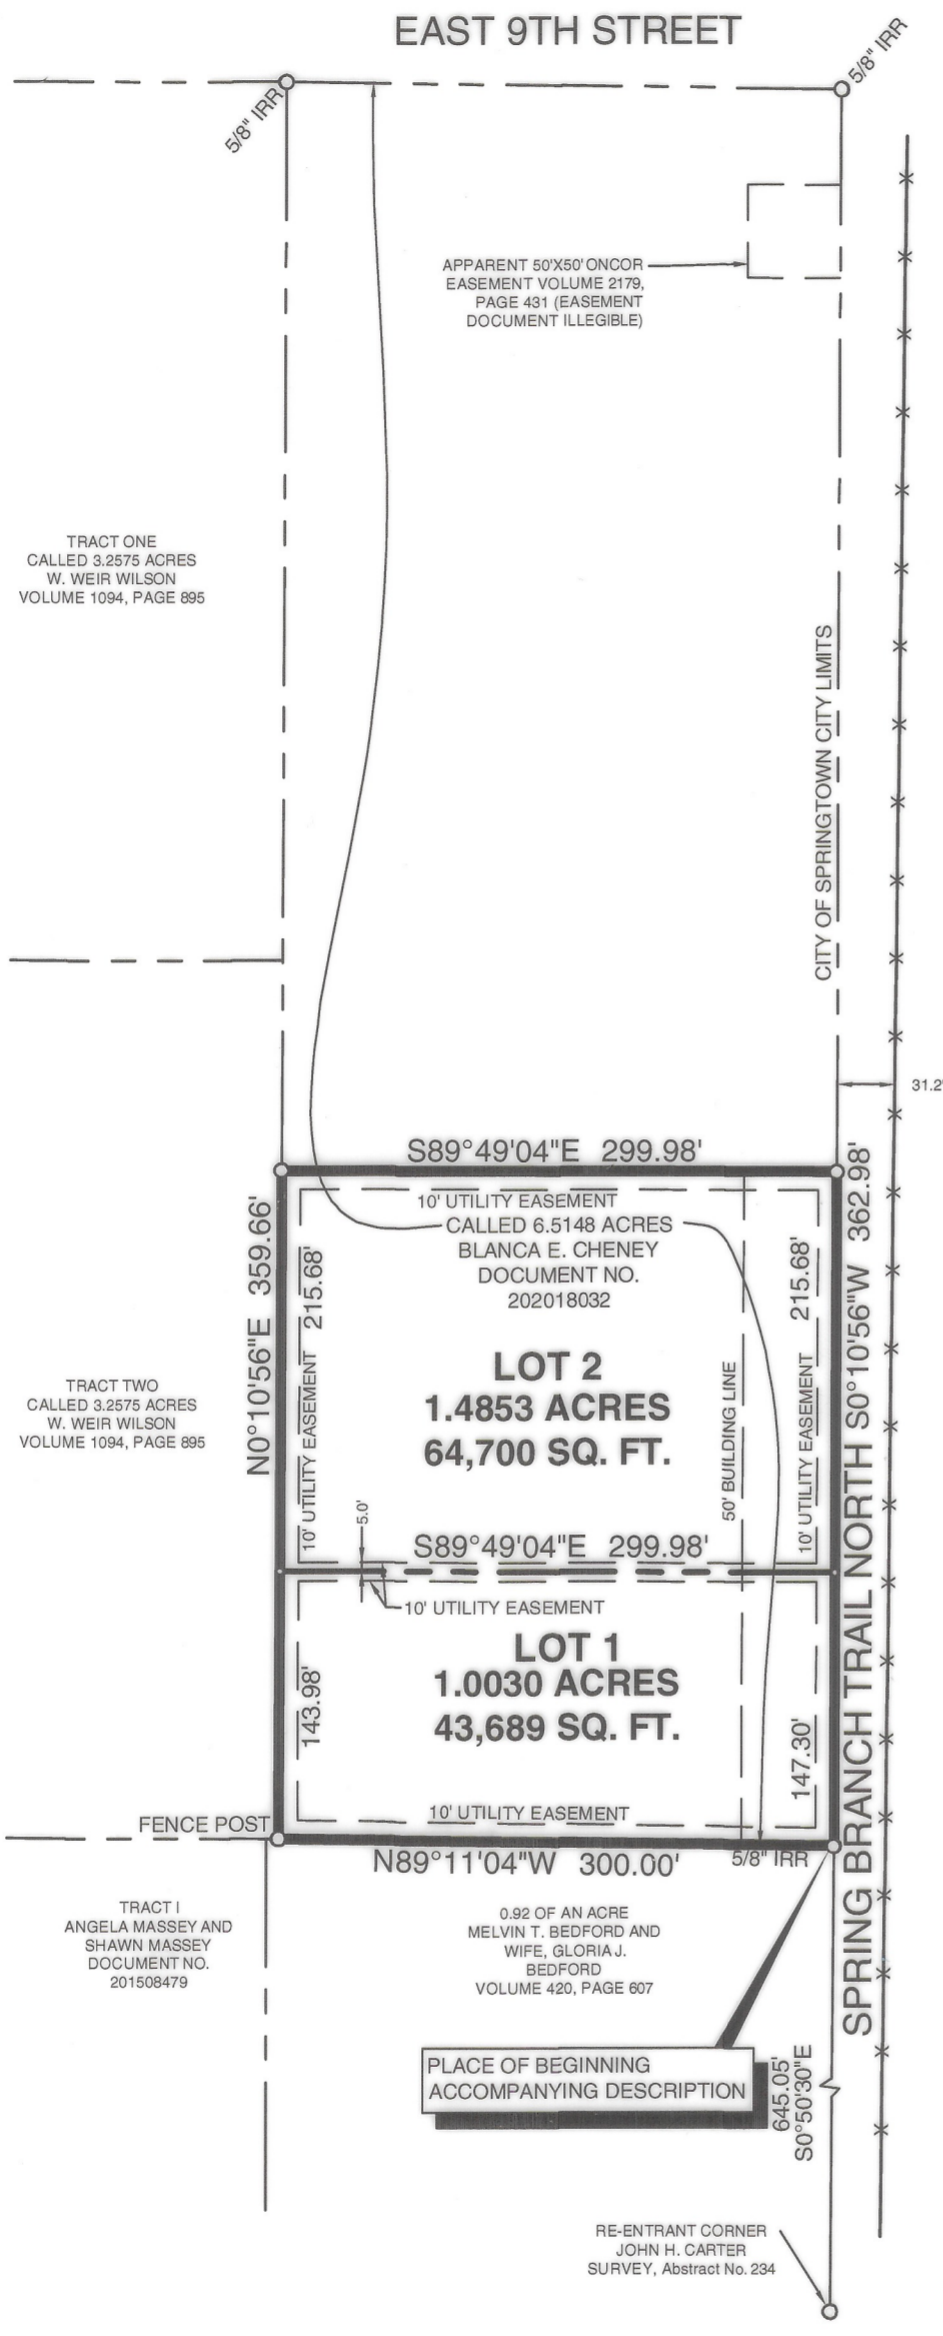 EAST 9TH STREET
5/8" IRR
5/8" IRR
APPARENT 50'X50' ONCOR
EASEMENT VOLUME 2179,
PAGE 431 (EASEMENT
DOCUMENT ILLEGIBLE)
TRACT ONE
CALLED 3.2575 ACRES
W. WEIR WILSON
VOLUME 1094, PAGE 895
CITY OF SPRINGTOWN CITY LIMITS
31.2'
S89°49'04"E 299.98'
10' UTILITY EASEMENT
CALLED 6.5148 ACRES
BLANCA E. CHENEY
DOCUMENT NO.
202018032
N0°10'56"E 359.66'
215.68'
10' UTILITY EASEMENT
LOT 2
1.4853 ACRES
64,700 SQ. FT.
50' BUILDING LINE
215.68'
10' UTILITY EASEMENT
SPRING BRANCH TRAIL NORTH
S0°10'56"W 362.98'
TRACT TWO
CALLED 3.2575 ACRES
W. WEIR WILSON
VOLUME 1094, PAGE 895
5.0'
S89°49'04"E 299.98'
10' UTILITY EASEMENT
LOT 1
1.0030 ACRES
43,689 SQ. FT.
143.98'
147.30'
10' UTILITY EASEMENT
FENCE POST
N89°11'04"W 300.00'
5/8" IRR
TRACT I
ANGELA MASSEY AND
SHAWN MASSEY
DOCUMENT NO.
201508479
0.92 OF AN ACRE
MELVIN T. BEDFORD AND
WIFE, GLORIA J.
BEDFORD
VOLUME 420, PAGE 607
PLACE OF BEGINNING
ACCOMPANYING DESCRIPTION
645.05'
S0°50'30"E
RE-ENTRANT CORNER
JOHN H. CARTER
SURVEY, Abstract No. 234